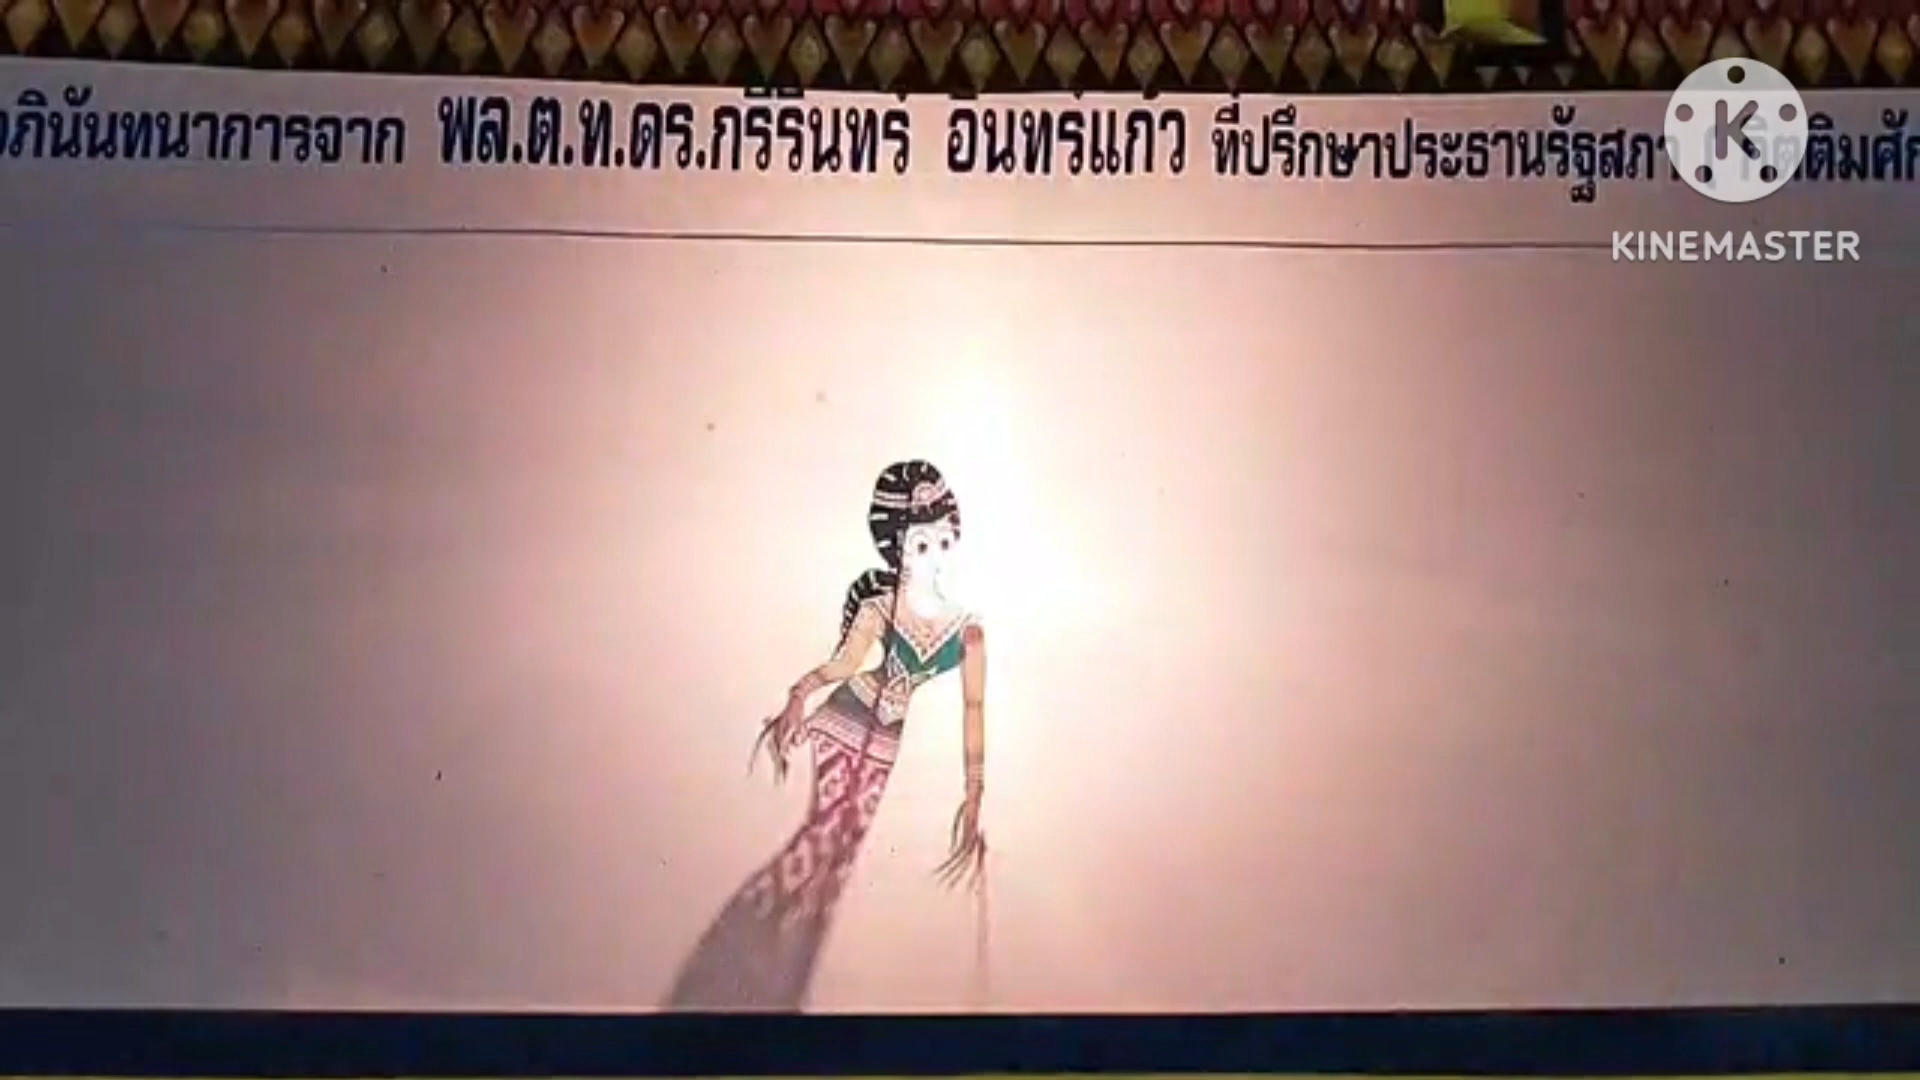 อภินันทนาการจาก พล.ต.ท.ดร.กรีรินทร์ อินทร์แก้ว ที่ปรึกษาประธานรัฐสภา
K
KINEMASTER